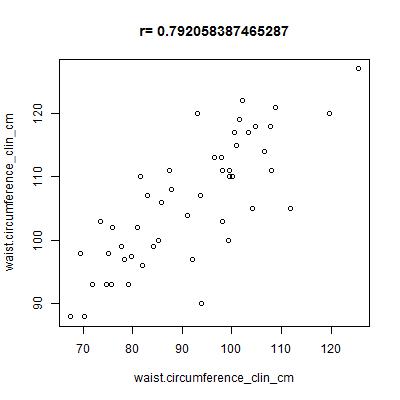 r= 0.792058387465287
waist.circumference_clin_cm
120
110
100
90
70 80 90 100 110 120
waist.circumference_clin_cm